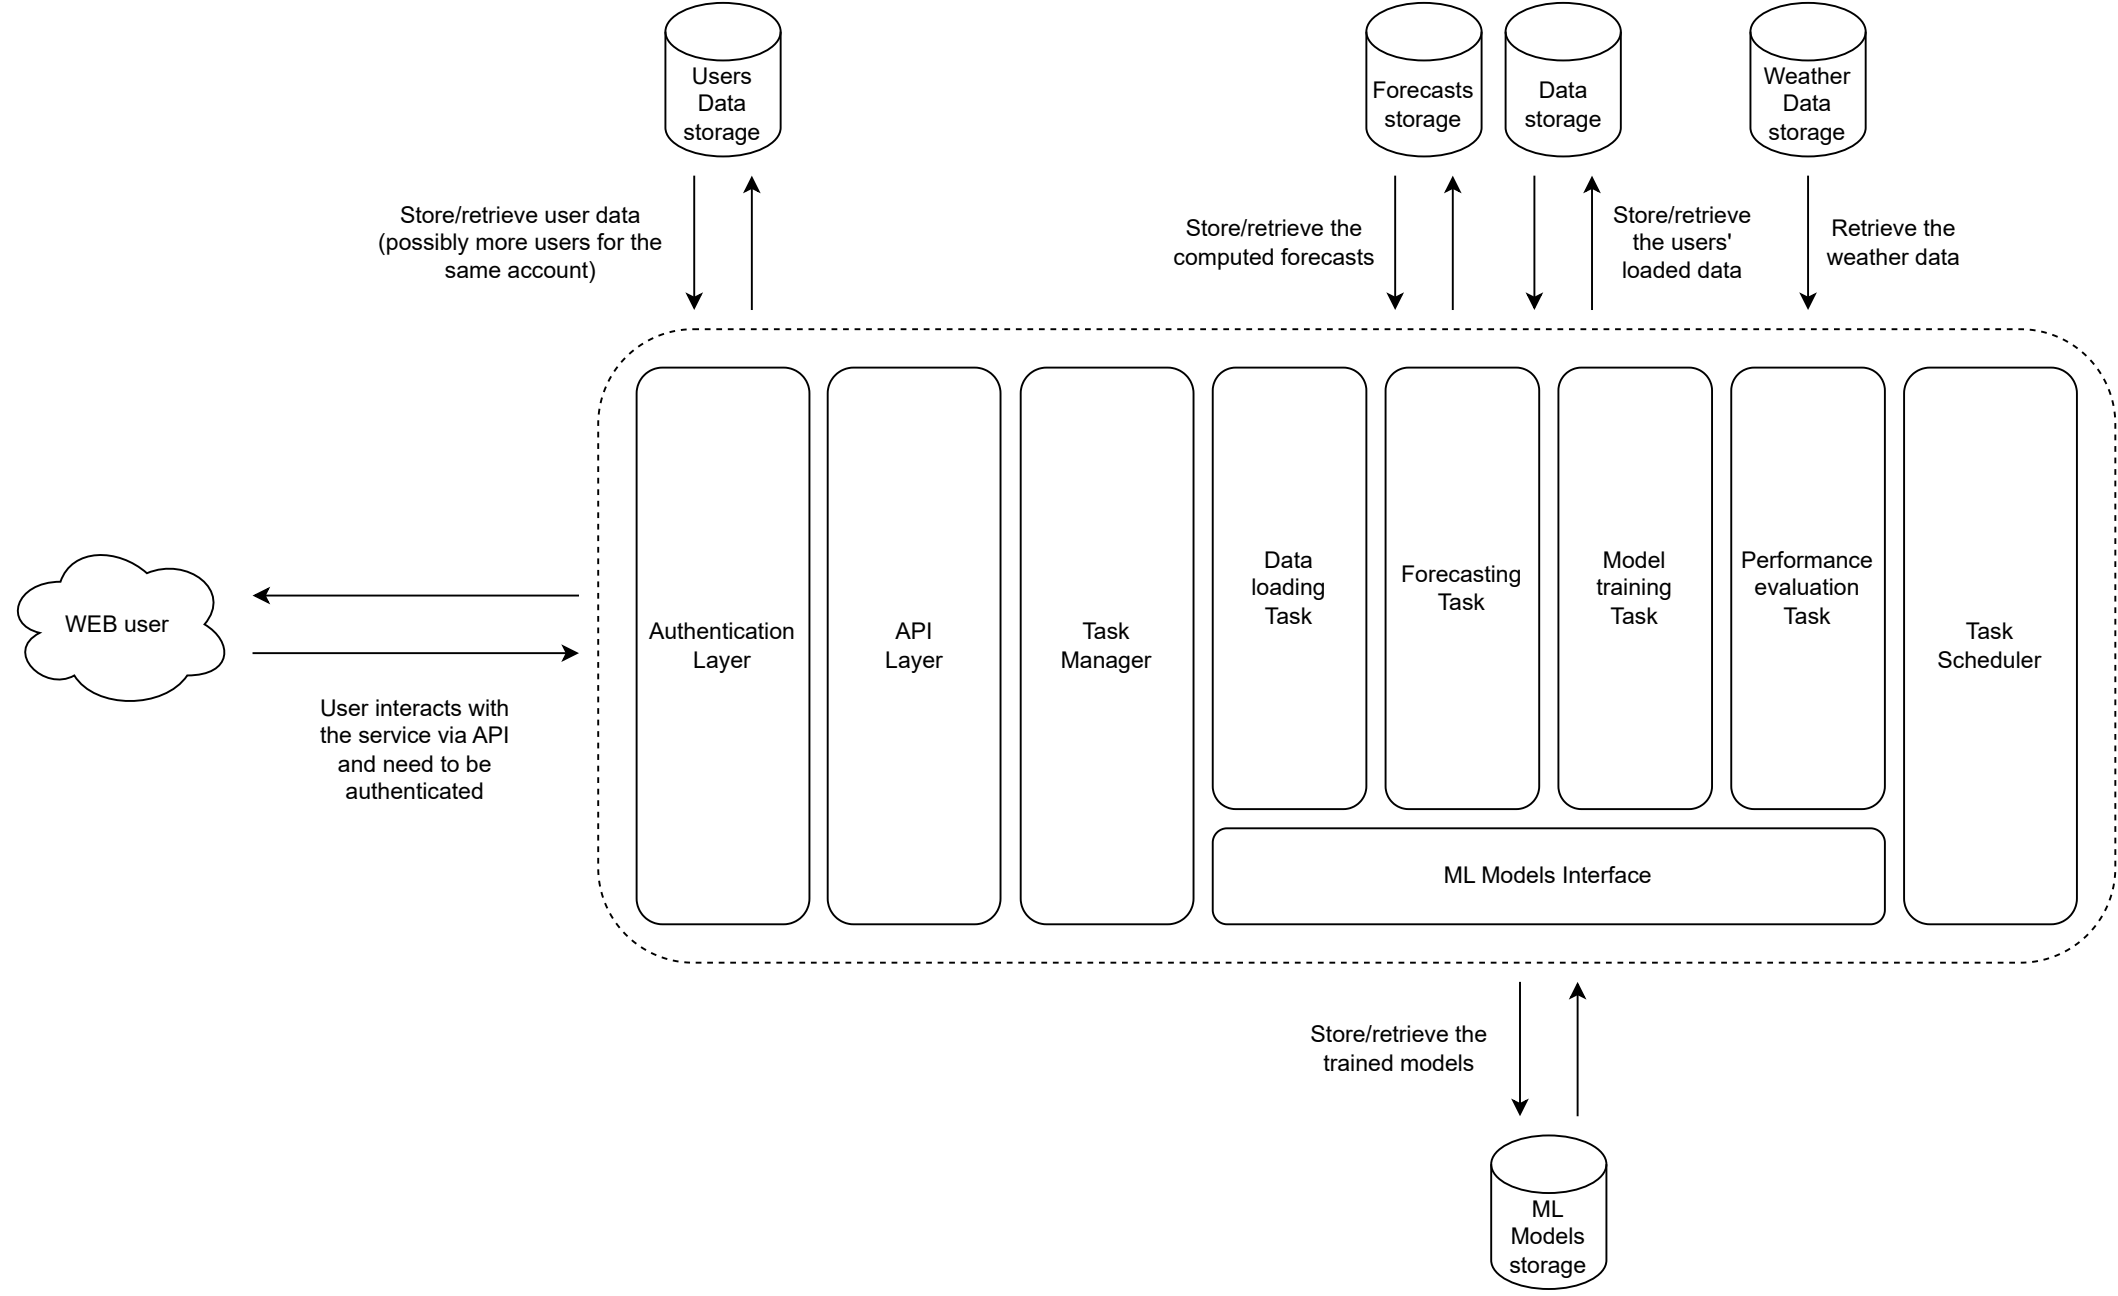 Users
Data
storage
Forecasts
storage
Data
storage
Weather
Data
storage
Store/retrieve user data
(possibly more users for the
same account)
Store/retrieve the
computed forecasts
Store/retrieve
the users'
loaded data
Retrieve the
weather data
WEB user
User interacts with
the service via API
and need to be
authenticated
Authentication
Layer
API
Layer
Task
Manager
Data
loading
Task
Forecasting
Task
Model
training
Task
Performance
evaluation
Task
Task
Scheduler
ML Models Interface
Store/retrieve the
trained models
ML
Models
storage